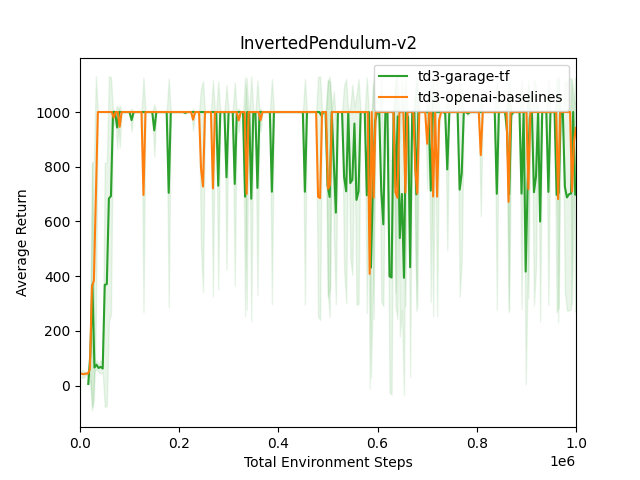 InvertedPendulum-v2
td3-garage-tf
td3-openai-baselines
1000
800
600
400
200
0
Average Return
0.0 0.2 0.4 0.6 0.8 1.0
Total Environment Steps
1e6